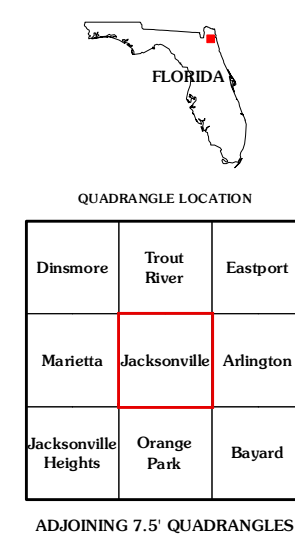 FLORIDA
QUADRANGLE LOCATION
Dinsmore
Trout
River
Eastport
Marietta
Jacksonville
Arlington
Jacksonville
Heights
Orange
Park
Bayard
ADJOINING 7.5' QUADRANGLES